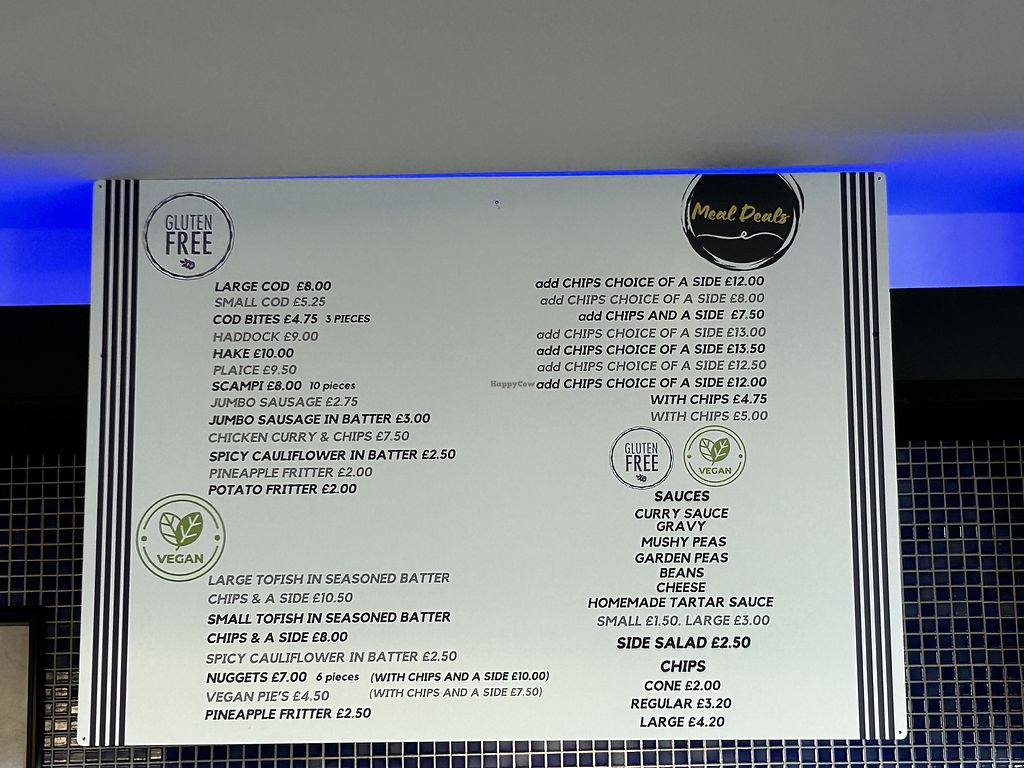 GLUTEN
FREE
Meal Deals
LARGE COD £8.00 add CHIPS CHOICE OF A SIDE £12.00
SMALL COD £5.25 add CHIPS CHOICE OF A SIDE £8.00
COD BITES £4.75 3 PIECES add CHIPS AND A SIDE £7.50
HADDOCK £9.00 add CHIPS CHOICE OF A SIDE £13.00
HAKE £10.00 add CHIPS CHOICE OF A SIDE £13.50
PLAICE £9.50 add CHIPS CHOICE OF A SIDE £12.50
SCAMPI £8.00 10 pieces HappyCow add CHIPS CHOICE OF A SIDE £12.00
JUMBO SAUSAGE £2.75 WITH CHIPS £4.75
JUMBO SAUSAGE IN BATTER £3.00 WITH CHIPS £5.00
CHICKEN CURRY & CHIPS £7.50
SPICY CAULIFLOWER IN BATTER £2.50
PINEAPPLE FRITTER £2.00
POTATO FRITTER £2.00
VEGAN
LARGE TOFISH IN SEASONED BATTER
CHIPS & A SIDE £10.50
SMALL TOFISH IN SEASONED BATTER
CHIPS & A SIDE £8.00
SPICY CAULIFLOWER IN BATTER £2.50
NUGGETS £7.00 6 pieces (WITH CHIPS AND A SIDE £10.00)
VEGAN PIE'S £4.50 (WITH CHIPS AND A SIDE £7.50)
PINEAPPLE FRITTER £2.50
GLUTEN
FREE
VEGAN
SAUCES
CURRY SAUCE
GRAVY
MUSHY PEAS
GARDEN PEAS
BEANS
CHEESE
HOMEMADE TARTAR SAUCE
SMALL £1.50. LARGE £3.00
SIDE SALAD £2.50
CHIPS
CONE £2.00
REGULAR £3.20
LARGE £4.20